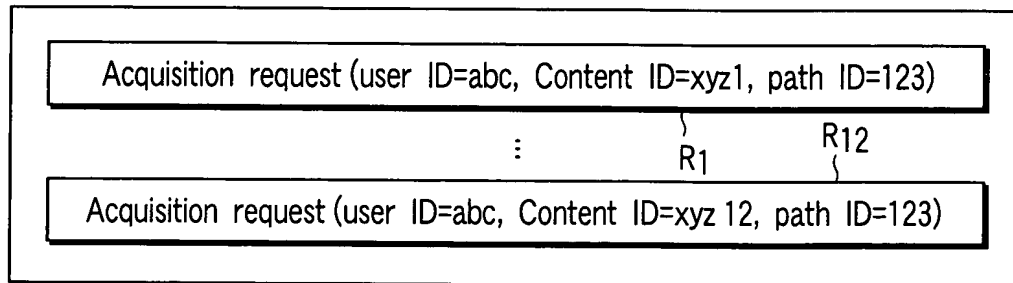 Acquisition request (user ID=abc, Content ID=xyz1, path ID=123)
⋮
R1
R12
Acquisition request (user ID=abc, Content ID=xyz 12, path ID=123)